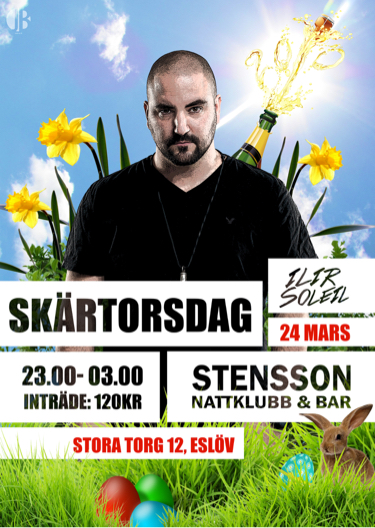 SKÄRTORSDAG
ILIR
SOLEIL
24 MARS
23.00- 03.00
INTRÄDE: 120KR
STENSSON
NATTKLUBB & BAR
STORA TORG 12, ESLÖV